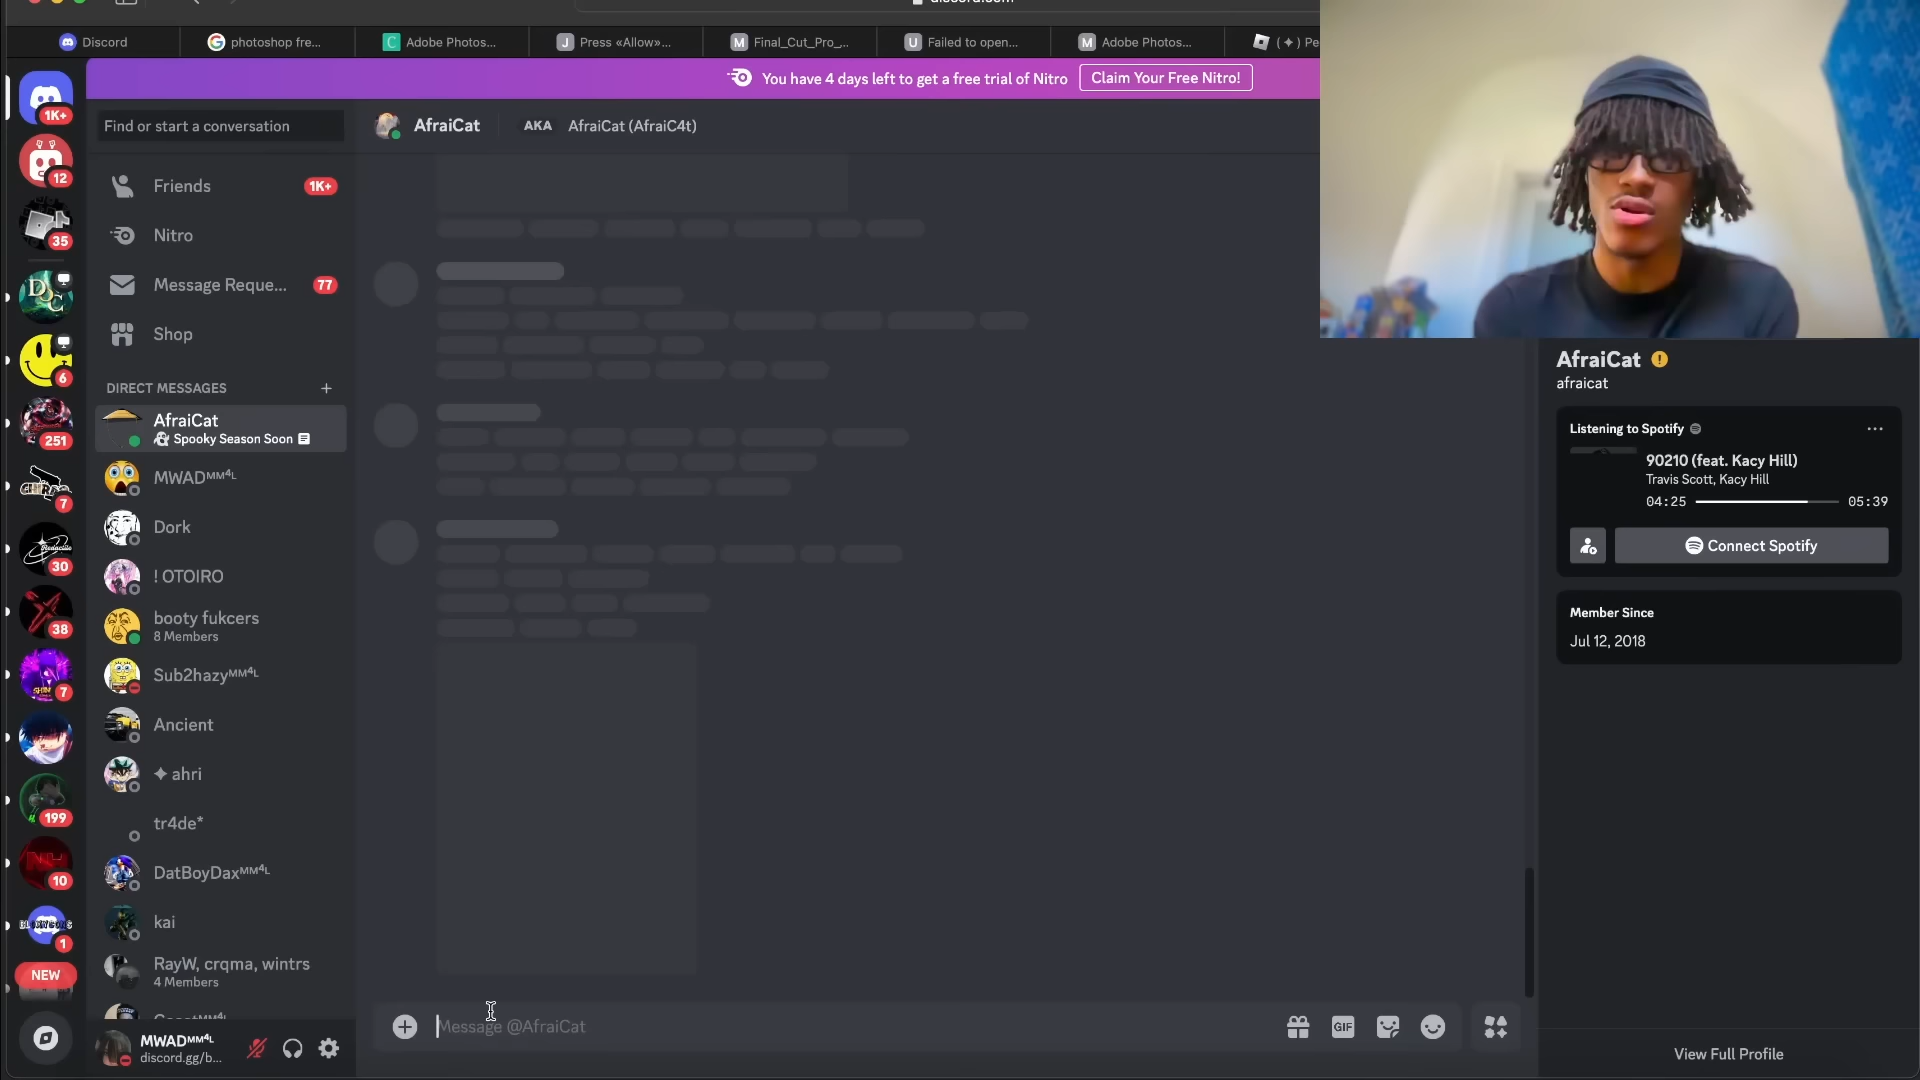 discord.com
Discord
photoshop fre...
Adobe Photos...
Press «Allow»...
Final_Cut_Pro_...
Failed to open...
Adobe Photos...
( ✦ ) Pe
You have 4 days left to get a free trial of Nitro
Claim Your Free Nitro!
Find or start a conversation
AfraiCat
AKA
AfraiCat (AfraiC4t)
1K+
12
35
6
251
7
30
38
7
199
10
1
NEW
Friends
1K+
Nitro
Message Reque...
77
Shop
DIRECT MESSAGES
AfraiCat
Spooky Season Soon
MWADᴹᴹ⁴ᴸ
Dork
! OTOIRO
booty fukcers
8 Members
Sub2hazyᴹᴹ⁴ᴸ
Ancient
✦ ahri
tr4de*
DatBoyDaxᴹᴹ⁴ᴸ
kai
RayW, crqma, wintrs
4 Members
MWADᴹᴹ⁴ᴸ
discord.gg/b...
Message @AfraiCat
GIF
AfraiCat
afraicat
Listening to Spotify
90210 (feat. Kacy Hill)
Travis Scott, Kacy Hill
04:25
05:39
Connect Spotify
Member Since
Jul 12, 2018
View Full Profile